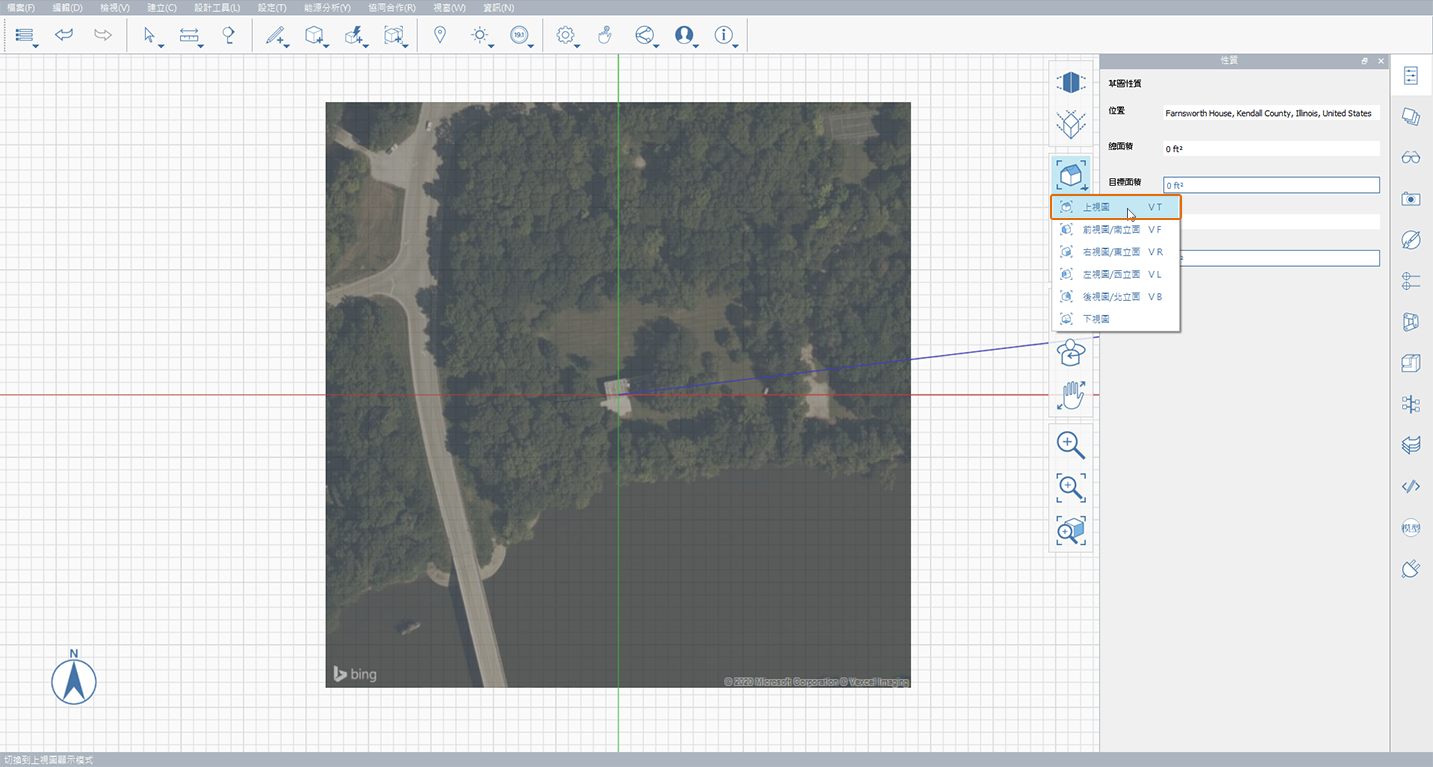 檔案(F) 編輯(D) 檢視(V) 建立(C) 設計工具(L) 設定(T) 能源分析(Y) 協同合作(R) 視窗(W) 資訊(N)
191
性質
草圖性質
位置 Farnsworth House, Kendall County, Illinois, United States
總面積 0 ft²
目標面積 0 ft²
上視圖 V T
前視圖/南立面 V F
右視圖/東立面 V R
左視圖/西立面 V L
後視圖/北立面 V B
下視圖
模型
N
bing
© 2020 Microsoft Corporation © Vexcel Imaging
切換到上視圖顯示模式